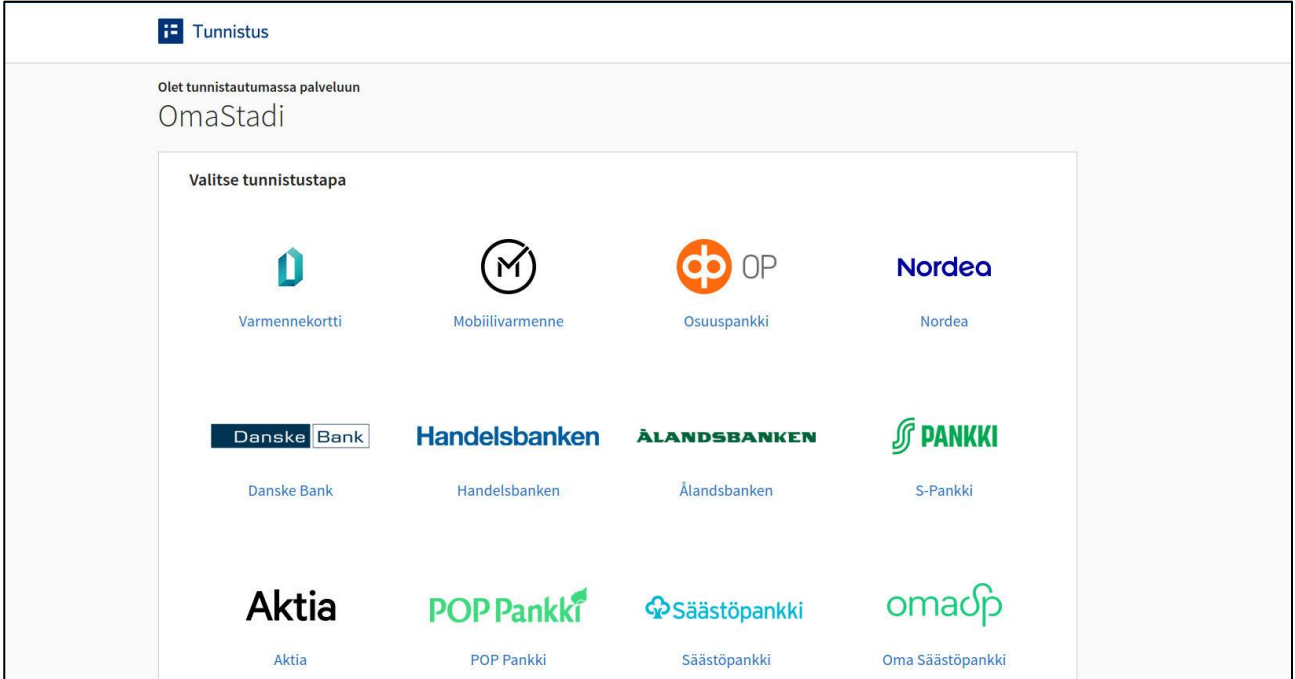 Tunnistus
Olet tunnistautumassa palveluun
OmaStadi
Valitse tunnistustapa
M OP Nordea
Varmennekortti Mobiilivarmenne Osuuspankki Nordea
Danske Bank Handelsbanken ÅLANDSBANKEN S PANKKI
Danske Bank Handelsbanken Ålandsbanken S-Pankki
Aktia POP Pankki Säästöpankki omasp
Aktia POP Pankki Säästöpankki Oma Säästöpankki